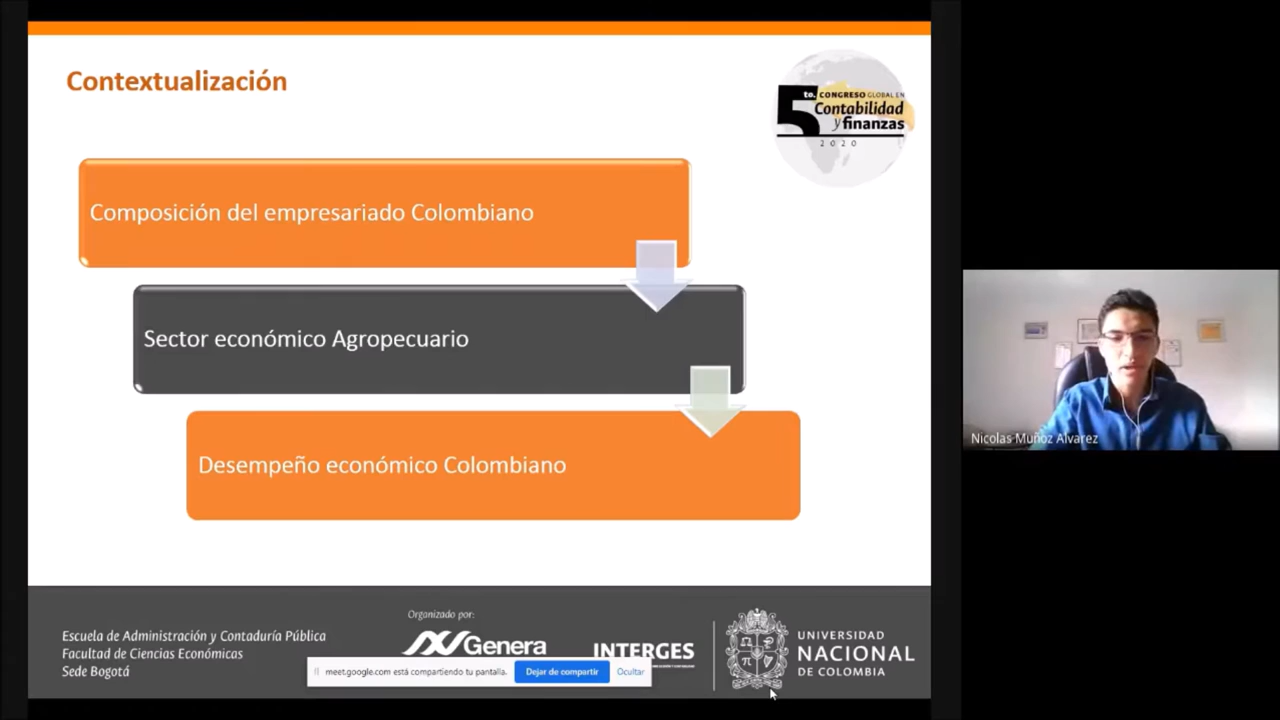 Contextualización
5to. CONGRESO GLOBAL EN
Contabilidad
y finanzas
2020
Composición del empresariado Colombiano
Sector económico Agropecuario
Desempeño económico Colombiano
Nicolas Muñoz Alvarez
Organizado por:
Escuela de Administración y Contaduría Pública
Facultad de Ciencias Económicas
Sede Bogotá
Genera
INTERGES
UNIVERSIDAD
NACIONAL
DE COLOMBIA
meet.google.com está compartiendo tu pantalla.
Dejar de compartir
Ocultar